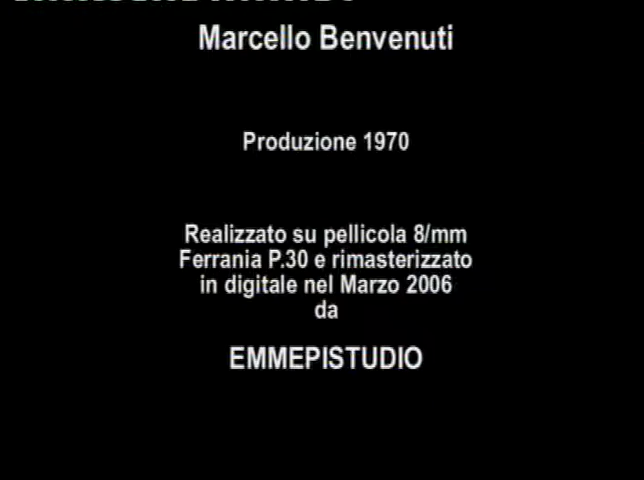 Marcello Benvenuti
Produzione 1970
Realizzato su pellicola 8/mm
Ferrania P.30 e rimasterizzato
in digitale nel Marzo 2006
da
EMMEPISTUDIO